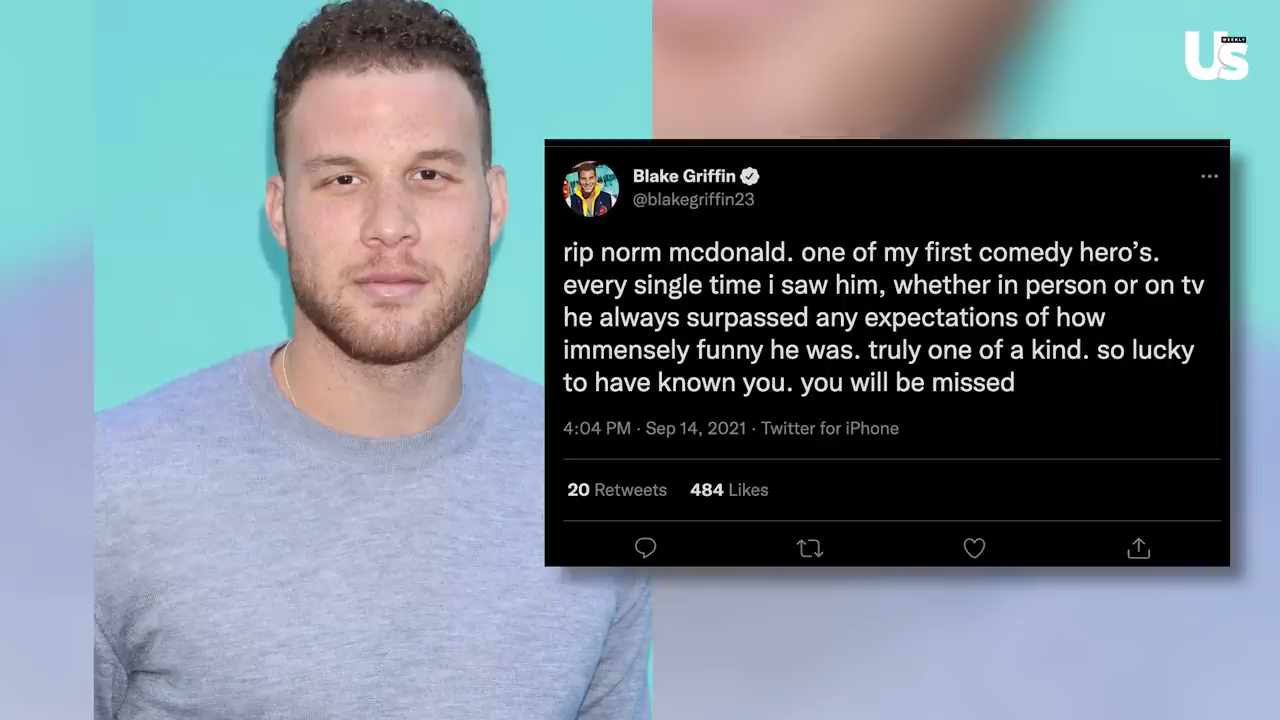 Us
WEEKLY
Blake Griffin
@blakegriffin23
rip norm mcdonald. one of my first comedy hero’s.
every single time i saw him, whether in person or on tv
he always surpassed any expectations of how
immensely funny he was. truly one of a kind. so lucky
to have known you. you will be missed
4:04 PM · Sep 14, 2021 · Twitter for iPhone
20 Retweets 484 Likes